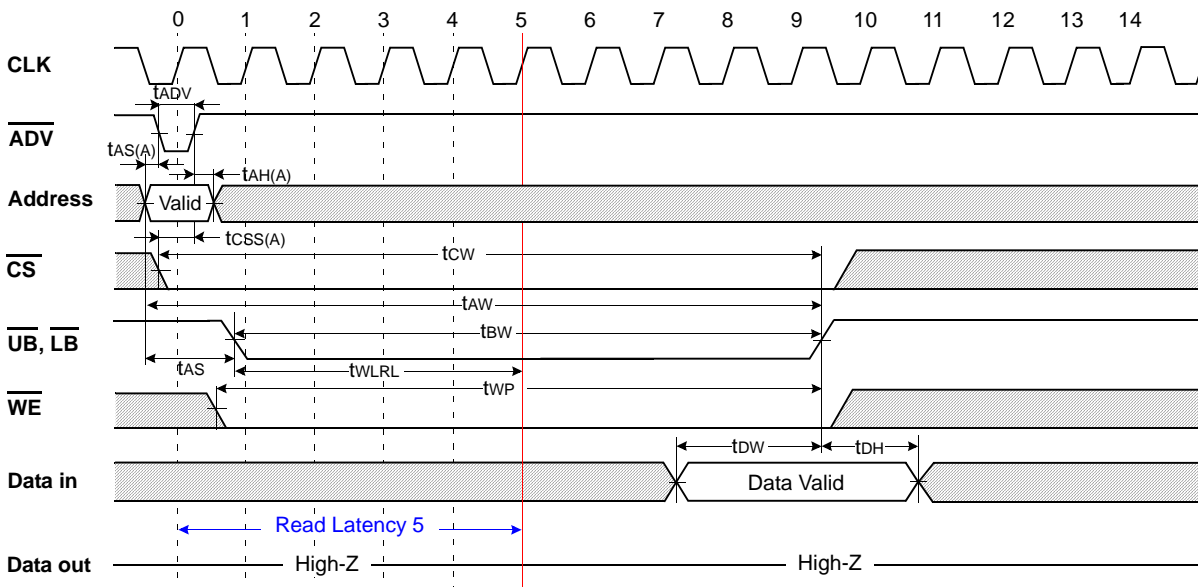 0 1 2 3 4 5 6 7 8 9 10 11 12 13 14
CLK
tADV
ADV
tAS(A)
tAH(A)
Address
Valid
tCSS(A)
CS
tCW
tAW
UB, LB
tBW
tAS
tWLRL
tWP
WE
tDW
tDH
Data in
Data Valid
Read Latency 5
Data out
High-Z
High-Z